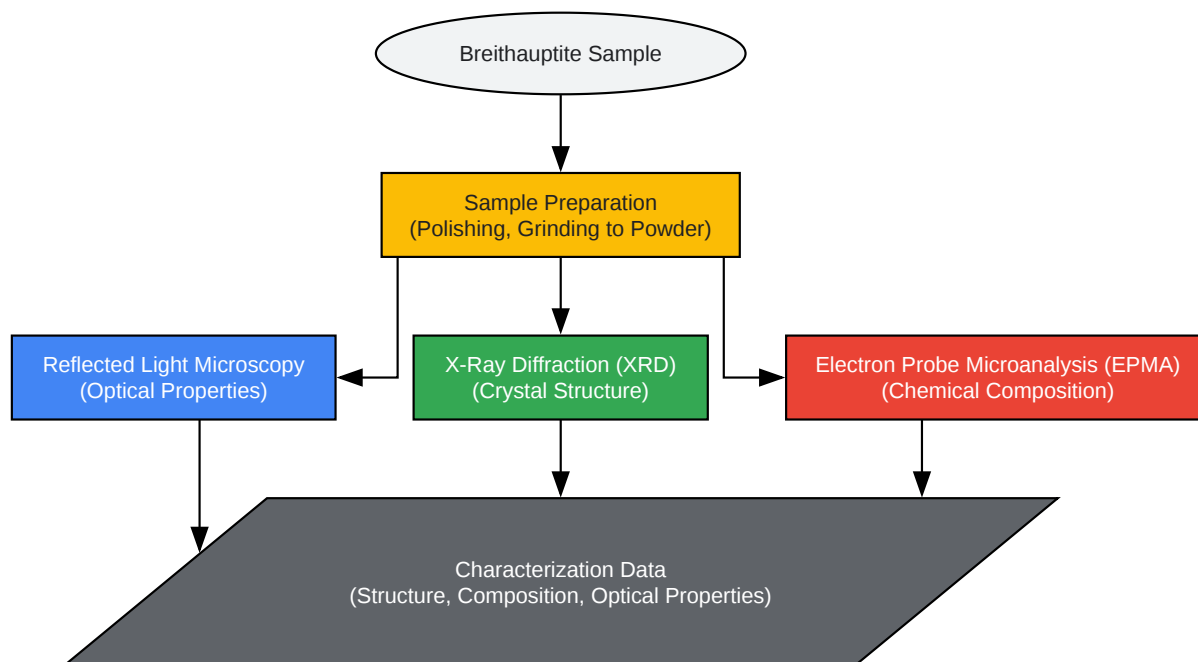 Breithauptite Sample
Sample Preparation
(Polishing, Grinding to Powder)
Reflected Light Microscopy
(Optical Properties)
X-Ray Diffraction (XRD)
(Crystal Structure)
Electron Probe Microanalysis (EPMA)
(Chemical Composition)
Characterization Data
(Structure, Composition, Optical Properties)